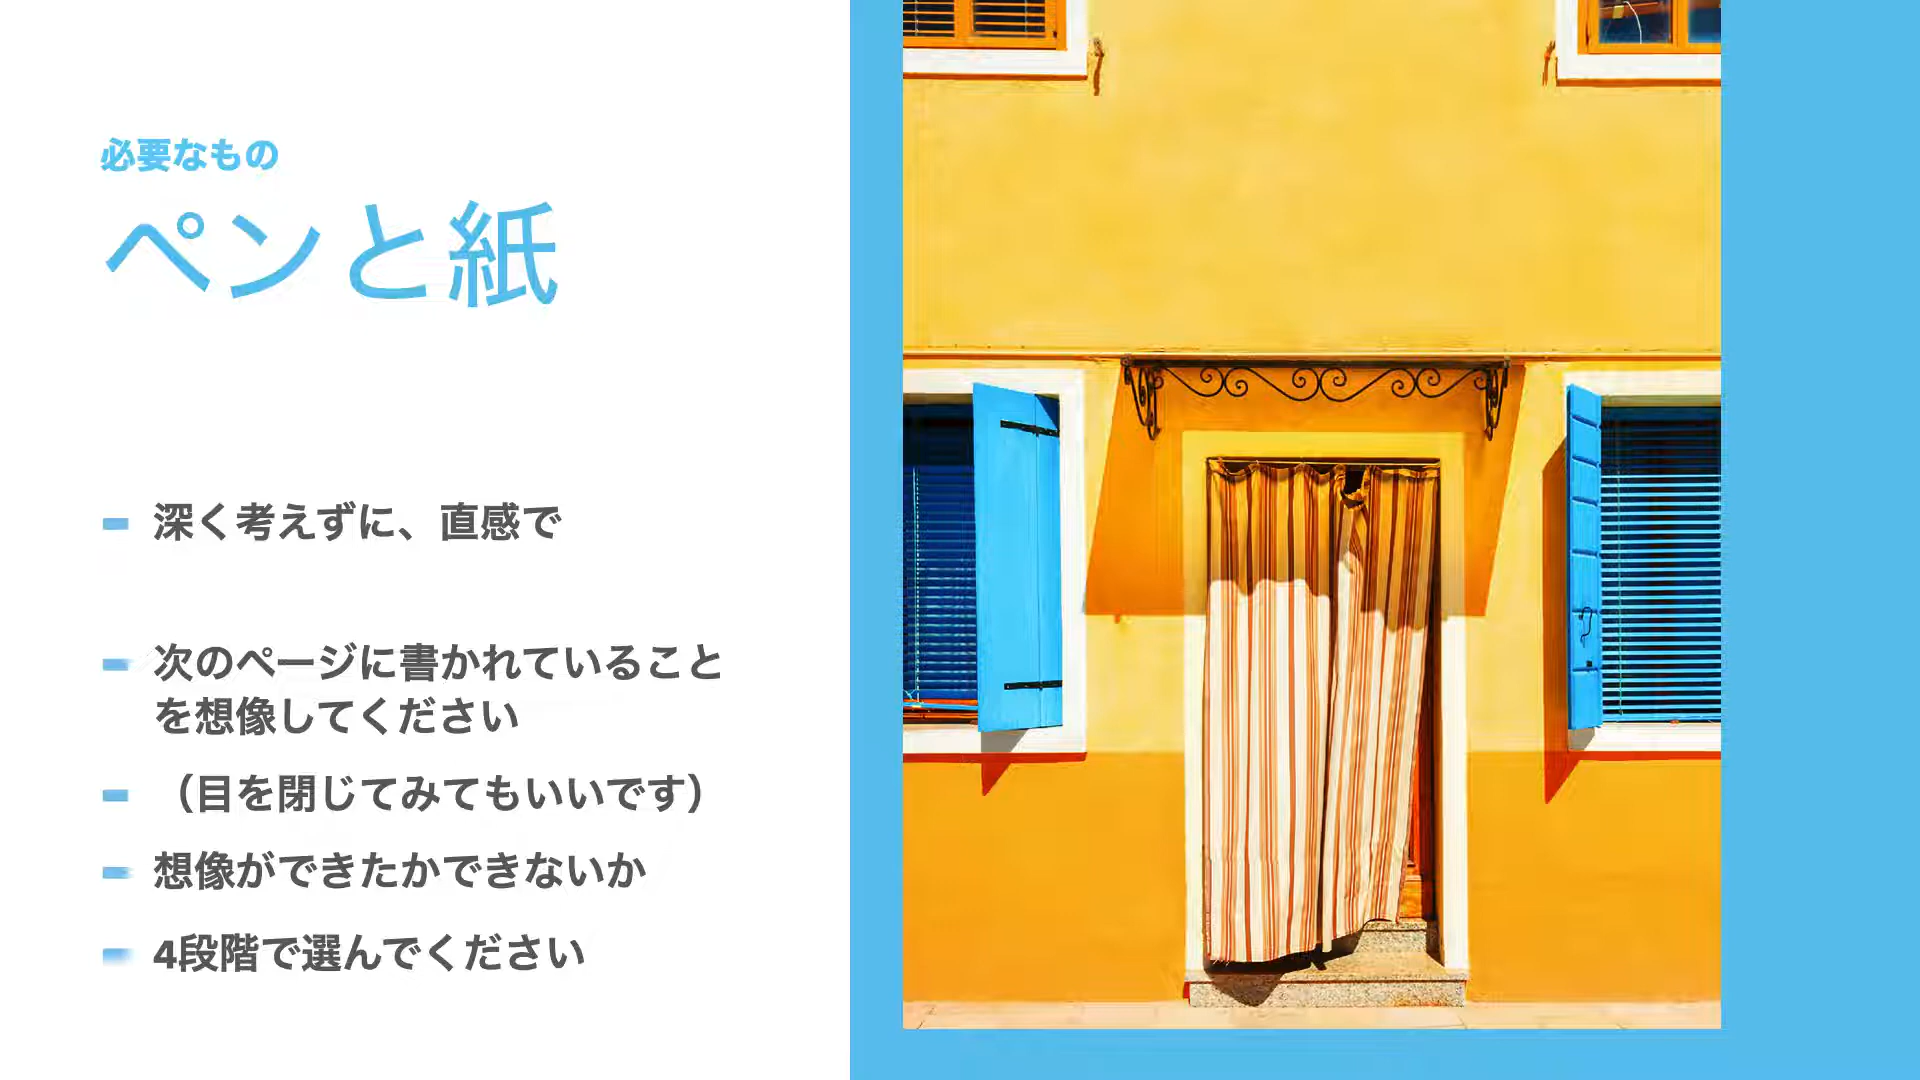 必要なもの
ペンと紙
深く考えずに、直感で
次のページに書かれていること
を想像してください
（目を閉じてみてもいいです）
想像ができたかできないか
4段階で選んでください